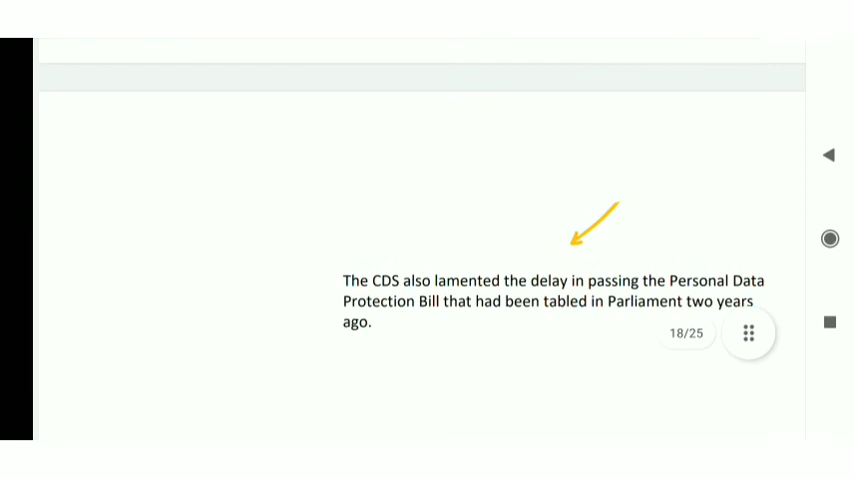 The CDS also lamented the delay in passing the Personal Data
Protection Bill that had been tabled in Parliament two years
ago.
18/25